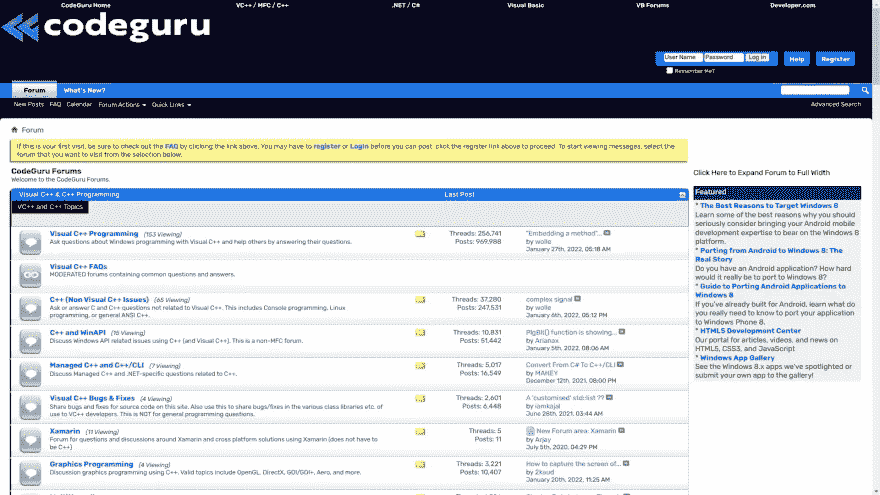 CodeGuru Home VC++ / MFC / C++ .NET / C# Visual Basic VB Forums Developer.com
codeguru
User Name Password Log in Help Register
Remember Me?
Forum What's New?
New Posts FAQ Calendar Forum Actions Quick Links Advanced Search
Forum
If this is your first visit, be sure to check out the FAQ by clicking the link above. You may have to register or Login before you can post: click the register link above to proceed. To start viewing messages, select the
forum that you want to visit from the selection below.
CodeGuru Forums
Welcome to the CodeGuru Forums.
Click Here to Expand Forum to Full Width
Visual C++ & C++ Programming Last Post
VC++ and C++ Topics
Visual C++ Programming (153 Viewing)
Ask questions about Windows programming with Visual C++ and help others by answering their questions.
Threads: 256,741
Posts: 969,988
"Embedding a method"...
by wolle
January 27th, 2022, 05:18 AM
Visual C++ FAQs
MODERATED forums containing common questions and answers.
C++ (Non Visual C++ Issues) (65 Viewing)
Ask or answer C and C++ questions not related to Visual C++. This includes Console programming, Linux
programming, or general ANSI C++.
Threads: 37,280
Posts: 247,531
complex signal
by wolle
January 6th, 2022, 05:12 PM
C++ and WinAPI
Discuss Windows API related issues using C++ (and Visual C++). This is a non-MFC forum.
Threads: 10,831
Posts: 51,442
PlgBlt() function is showing...
by Arianax
January 5th, 2022, 08:06 AM
Managed C++ and C++/CLI (7 Viewing)
Discuss Managed C++ and .NET-specific questions related to C++.
Threads: 5,017
Posts: 16,549
Convert From C# To C++/CLI
by
December 12th, 2021, 08:00 PM
Visual C++ Bugs & Fixes (4 Viewing)
Share bugs and fixes for source code on this site. Also use this to share bugs/fixes in the various class libraries etc. of
use to VC++ developers. This is NOT for general programming questions.
Threads: 2,601
Posts: 6,448
A 'customised' std::list ??
by iamkajal
June 26th, 2021, 03:44 AM
Xamarin (11 Viewing)
Forum for questions and discussions around Xamarin and cross platform solutions using Xamarin (does not have to
be C++)
Threads: 5
Posts: 11
New Forum area: Xamarin
by Arjay
July 5th, 2020, 04:29 PM
Graphics Programming (4 Viewing)
Discussion graphics programming using C++. Valid topics include OpenGL, DirectX, GDI/GDI+, Aero, and more.
Threads: 3,221
Posts: 10,407
How to capture the screen of...
by 2kaud
January 20th, 2022, 11:25 AM
Featured
* The Best Reasons to Target Windows 8
Learn some of the best reasons why you should
seriously consider bringing your Android mobile
development expertise to bear on the Windows 8
platform.
* Porting from Android to Windows 8: The
Real Story
Do you have an Android application? How hard
would it really be to port to Windows 8?
* Guide to Porting Android Applications to
Windows 8
If you've already built for Android, learn what do
you really need to know to port your application
to Windows Phone 8.
* HTML5 Development Center
Our portal for articles, videos, and news on
HTML5, CSS3, and JavaScript
* Windows App Gallery
See the Windows 8.x apps we've spotlighted or
submit your own app to the gallery!